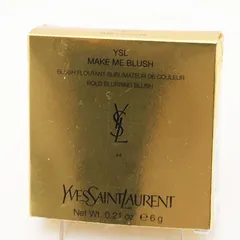 YSL
MAKE ME BLUSH
BLUSH FLOUTANT SUBLIMATEUR DE COULEUR
BOLD BLURRING BLUSH
YSL
YVESSAINTLAURENT
Net Wt. 0.21 oz ℮ 6 g